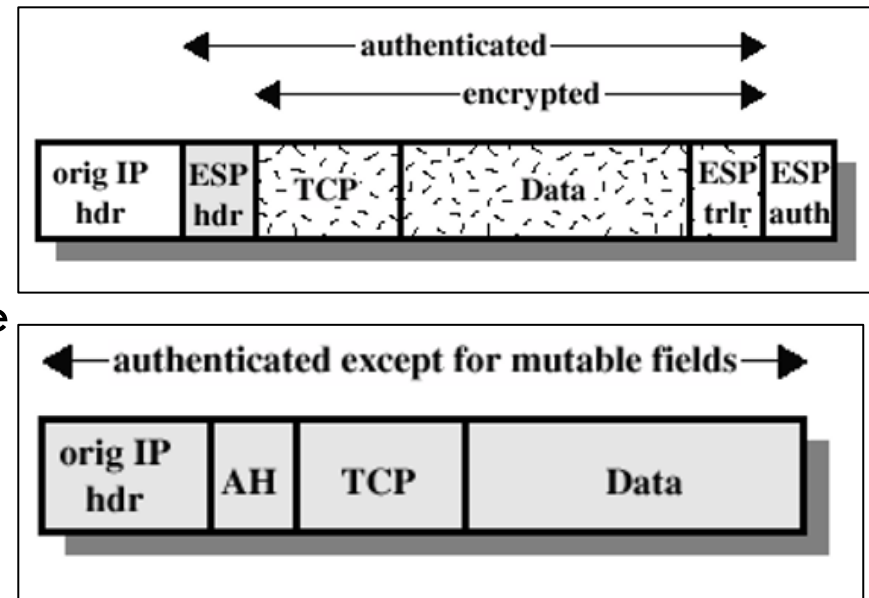 authenticated
encrypted
orig IP
hdr
ESP
hdr
TCP
Data
ESP
trlr
ESP
auth
e
authenticated except for mutable fields
orig IP
hdr
AH
TCP
Data